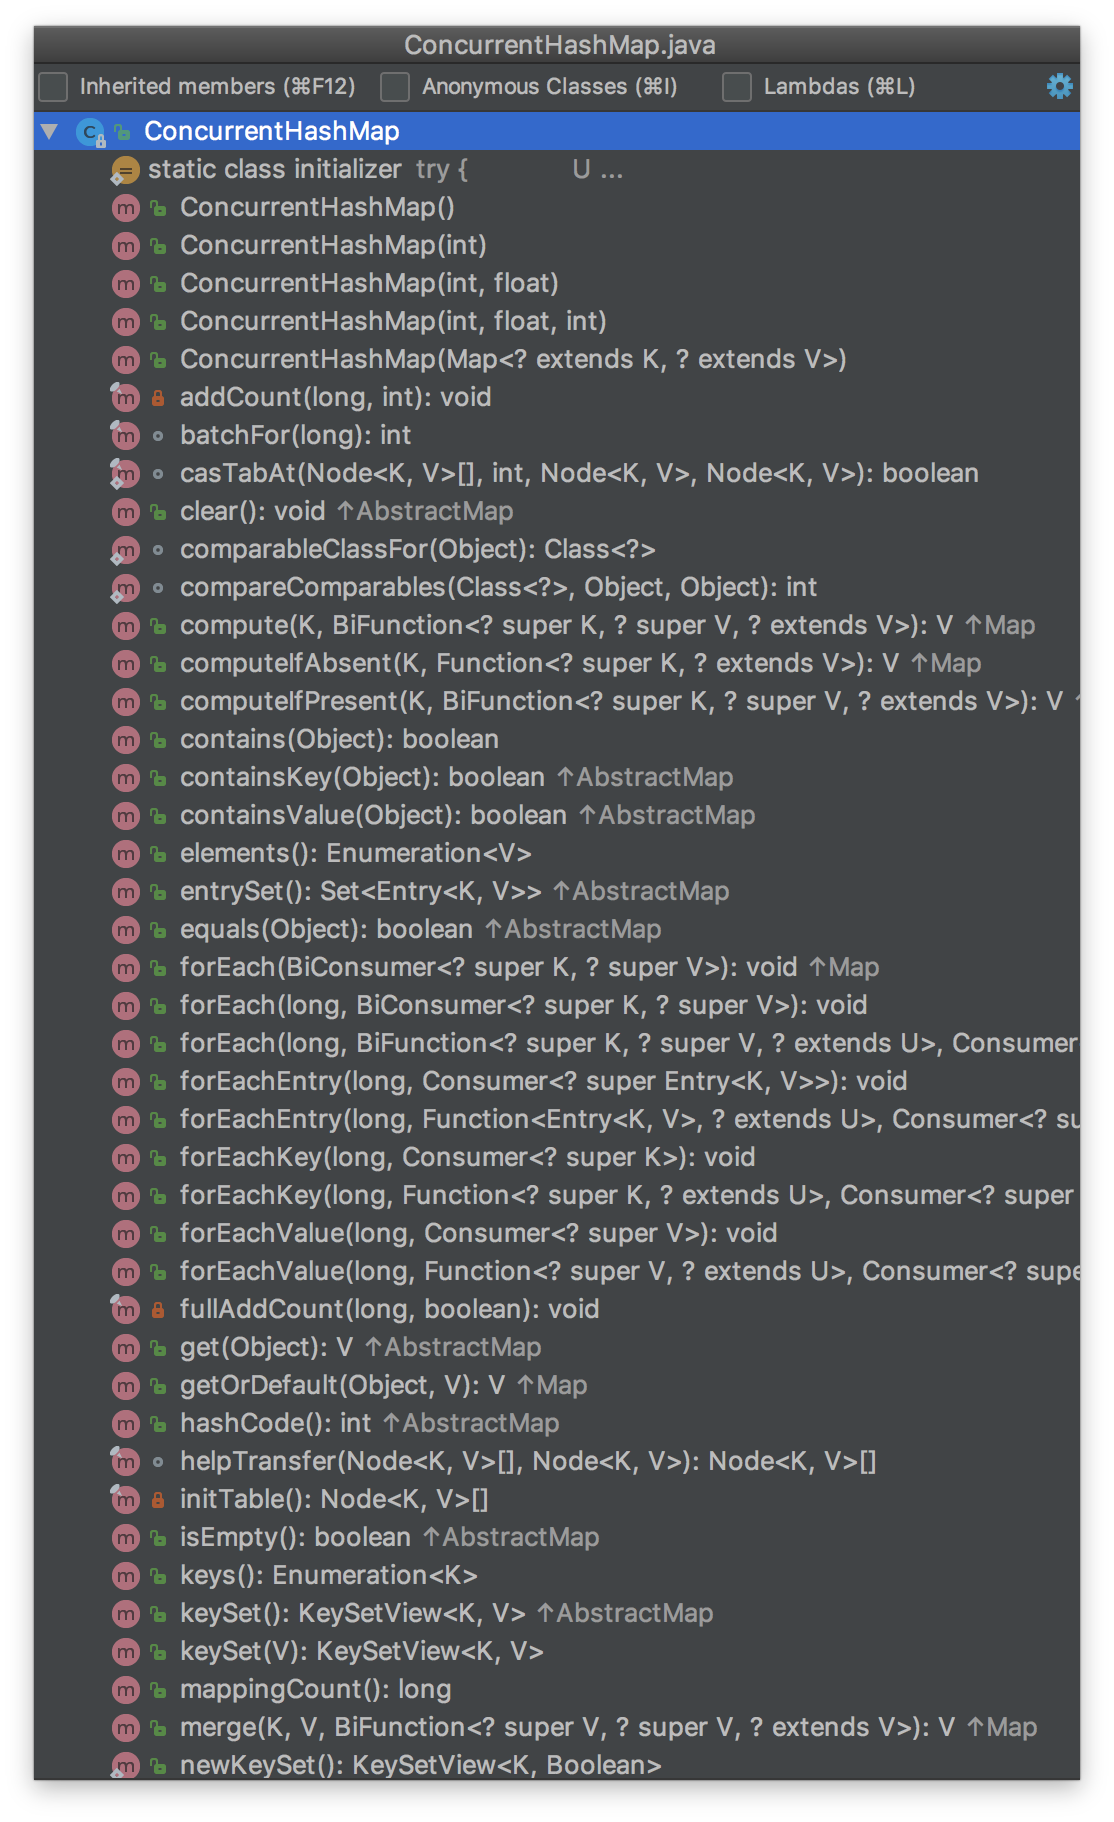 ConcurrentHashMap.java
Inherited members (⌘F12) Anonymous Classes (⌘I) Lambdas (⌘L)
ConcurrentHashMap
static class initializer try { U ...
ConcurrentHashMap()
ConcurrentHashMap(int)
ConcurrentHashMap(int, float)
ConcurrentHashMap(int, float, int)
ConcurrentHashMap(Map<? extends K, ? extends V>)
addCount(long, int): void
batchFor(long): int
casTabAt(Node<K, V>[], int, Node<K, V>, Node<K, V>): boolean
clear(): void ↑AbstractMap
comparableClassFor(Object): Class<?>
compareComparables(Class<?>, Object, Object): int
compute(K, BiFunction<? super K, ? super V, ? extends V>): V ↑Map
computeIfAbsent(K, Function<? super K, ? extends V>): V ↑Map
computeIfPresent(K, BiFunction<? super K, ? super V, ? extends V>): V
contains(Object): boolean
containsKey(Object): boolean ↑AbstractMap
containsValue(Object): boolean ↑AbstractMap
elements(): Enumeration<V>
entrySet(): Set<Entry<K, V>> ↑AbstractMap
equals(Object): boolean ↑AbstractMap
forEach(BiConsumer<? super K, ? super V>): void ↑Map
forEach(long, BiConsumer<? super K, ? super V>): void
forEach(long, BiFunction<? super K, ? super V, ? extends U>, Consumer
forEachEntry(long, Consumer<? super Entry<K, V>>): void
forEachEntry(long, Function<Entry<K, V>, ? extends U>, Consumer<? su
forEachKey(long, Consumer<? super K>): void
forEachKey(long, Function<? super K, ? extends U>, Consumer<? super
forEachValue(long, Consumer<? super V>): void
forEachValue(long, Function<? super V, ? extends U>, Consumer<? supe
fullAddCount(long, boolean): void
get(Object): V ↑AbstractMap
getOrDefault(Object, V): V ↑Map
hashCode(): int ↑AbstractMap
helpTransfer(Node<K, V>[], Node<K, V>): Node<K, V>[]
initTable(): Node<K, V>[]
isEmpty(): boolean ↑AbstractMap
keys(): Enumeration<K>
keySet(): KeySetView<K, V> ↑AbstractMap
keySet(V): KeySetView<K, V>
mappingCount(): long
merge(K, V, BiFunction<? super V, ? super V, ? extends V>): V ↑Map
newKeySet(): KeySetView<K, Boolean>